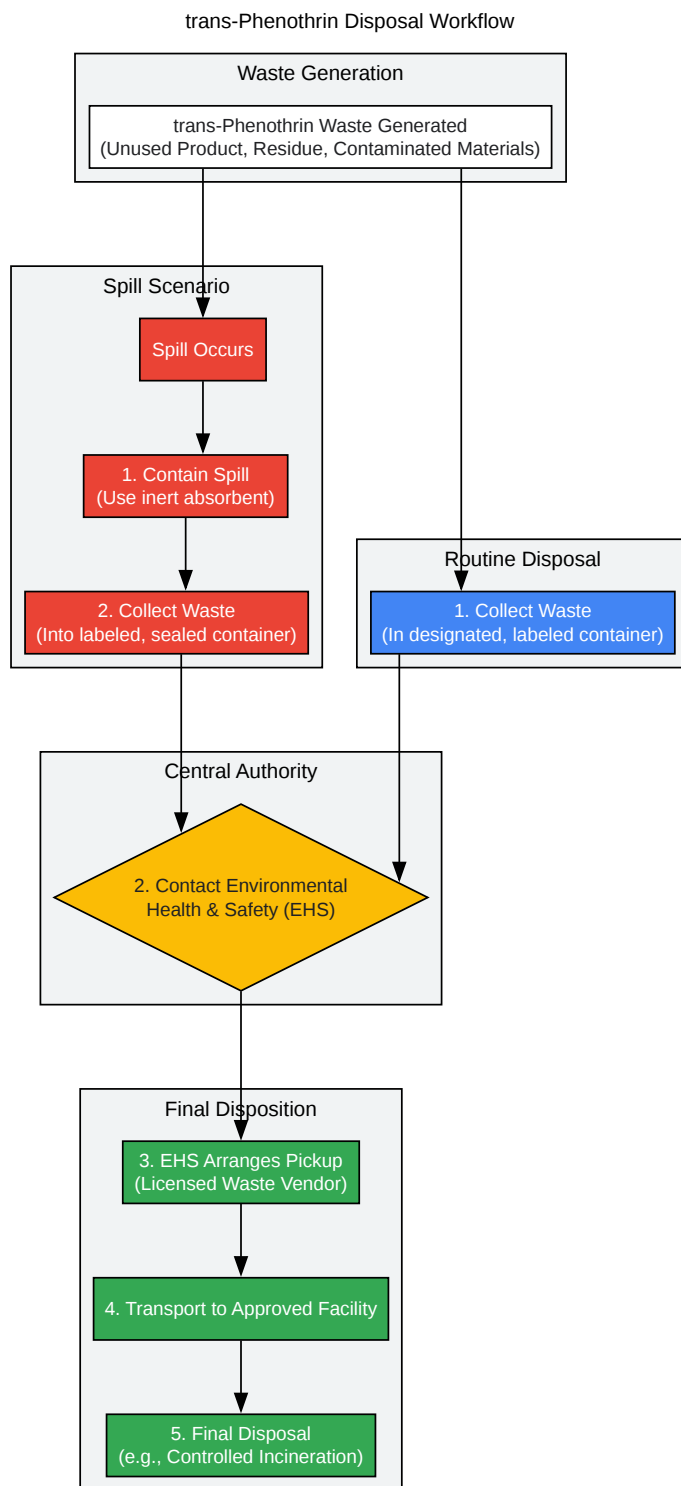 trans-Phenothrin Disposal Workflow
Waste Generation
trans-Phenothrin Waste Generated
(Unused Product, Residue, Contaminated Materials)
Spill Scenario
Spill Occurs
1. Contain Spill
(Use inert absorbent)
2. Collect Waste
(Into labeled, sealed container)
Routine Disposal
1. Collect Waste
(In designated, labeled container)
Central Authority
2. Contact Environmental
Health & Safety (EHS)
Final Disposition
3. EHS Arranges Pickup
(Licensed Waste Vendor)
4. Transport to Approved Facility
5. Final Disposal
(e.g., Controlled Incineration)